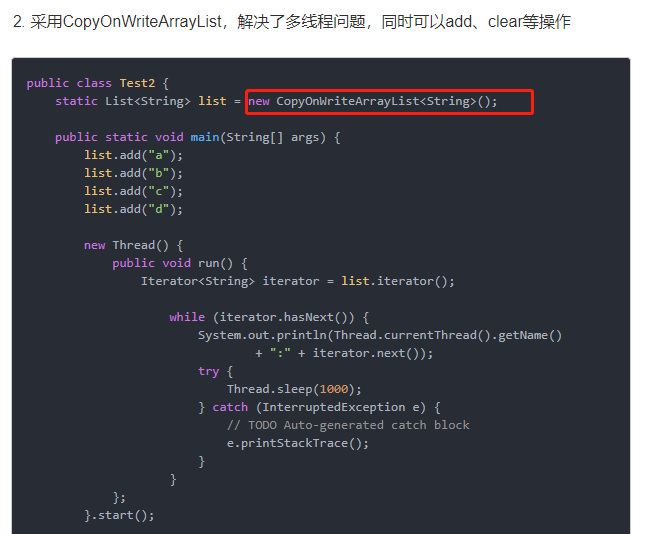 2. 采用CopyOnWriteArrayList，解决了多线程问题，同时可以add、clear等操作
public class Test2 {
    static List<String> list = new CopyOnWriteArrayList<String>();
    public static void main(String[] args) {
        list.add("a");
        list.add("b");
        list.add("c");
        list.add("d");
        new Thread() {
            public void run() {
                Iterator<String> iterator = list.iterator();
                    while (iterator.hasNext()) {
                        System.out.println(Thread.currentThread().getName()
                                + ":" + iterator.next());
                        try {
                            Thread.sleep(1000);
                        } catch (InterruptedException e) {
                            // TODO Auto-generated catch block
                            e.printStackTrace();
                        }
                    }
            };
        }.start();